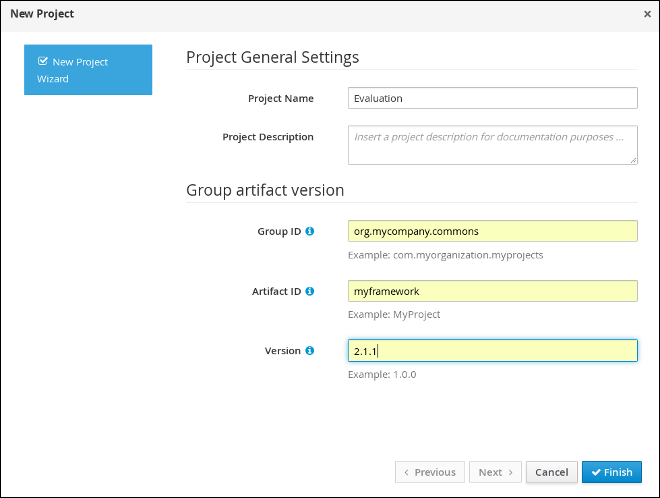 New Project
×
New Project
Wizard
Project General Settings
Project Name
Evaluation
Project Description
Insert a project description for documentation purposes ...
Group artifact version
Group ID
org.mycompany.commons
Example: com.myorganization.myprojects
Artifact ID
myframework
Example: MyProject
Version
2.1.1
Example: 1.0.0
< Previous
Next >
Cancel
Finish